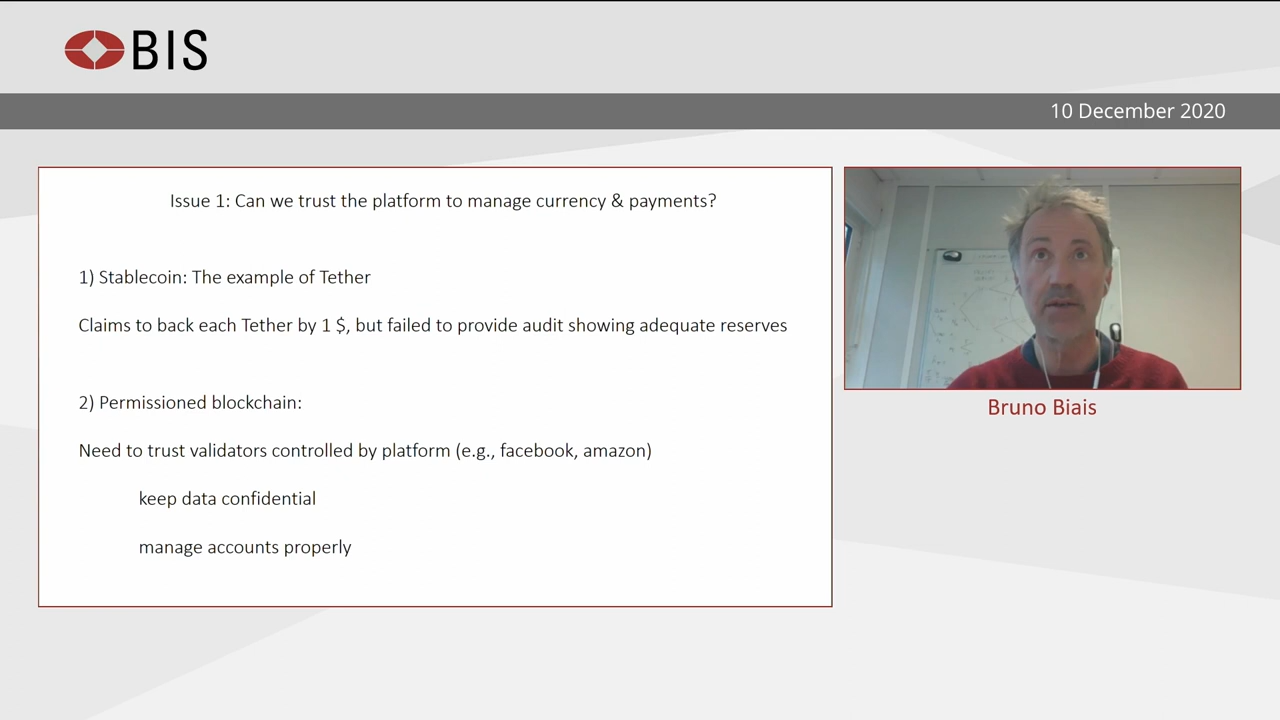 BIS
10 December 2020
Issue 1: Can we trust the platform to manage currency & payments?
1) Stablecoin: The example of Tether
Claims to back each Tether by 1 $, but failed to provide audit showing adequate reserves
2) Permissioned blockchain:
Need to trust validators controlled by platform (e.g., facebook, amazon)
keep data confidential
manage accounts properly
Bruno Biais